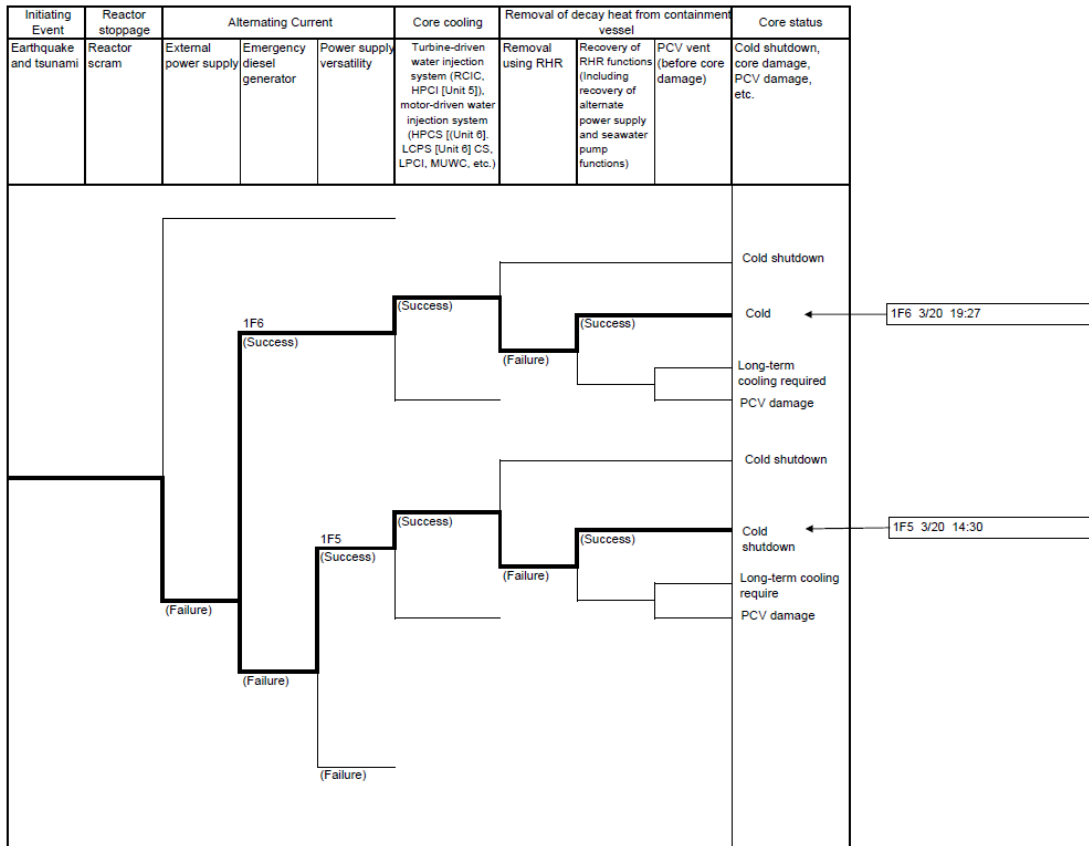 Initiating
Event
Reactor
stoppage
Alternating Current
Core cooling
Removal of decay heat from containment
vessel
Core status
Earthquake
and tsunami
Reactor
scram
External
power supply
Emergency
diesel
generator
Power supply
versatility
Turbine-driven
water injection
system (RCIC,
HPCI [Unit 5]),
motor-driven water
injection system
(HPCS [(Unit 6].
LCPS [Unit 6] CS,
LPCI, MUWC, etc.)
Removal
using RHR
Recovery of
RHR functions
(Including
recovery of
alternate
power supply
and seawater
pump
functions)
PCV vent
(before core
damage)
Cold shutdown,
core damage,
PCV damage,
etc.
Cold shutdown
(Success)
1F6
(Success)
(Success)
Cold
1F6 3/20 19:27
(Failure)
Long-term
cooling required
PCV damage
Cold shutdown
(Success)
1F5
(Success)
(Success)
Cold
shutdown
1F5 3/20 14:30
(Failure)
Long-term cooling
require
(Failure)
PCV damage
(Failure)
(Failure)